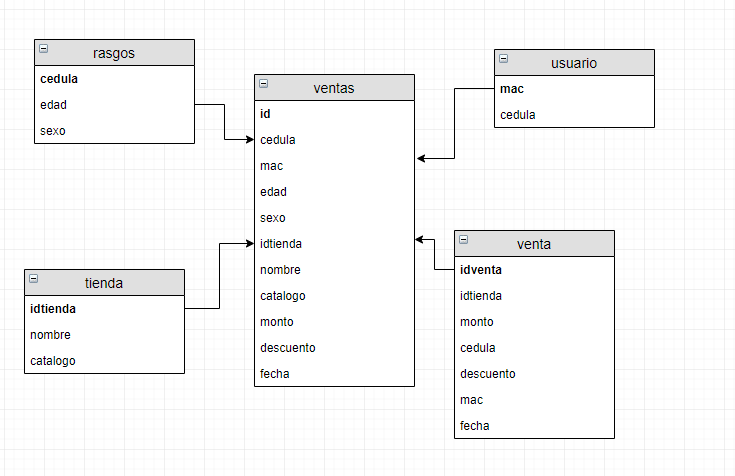 rasgos
cedula
edad
sexo
ventas
id
cedula
mac
edad
sexo
idtienda
nombre
catalogo
monto
descuento
fecha
usuario
mac
cedula
tienda
idtienda
nombre
catalogo
venta
idventa
idtienda
monto
cedula
descuento
mac
fecha